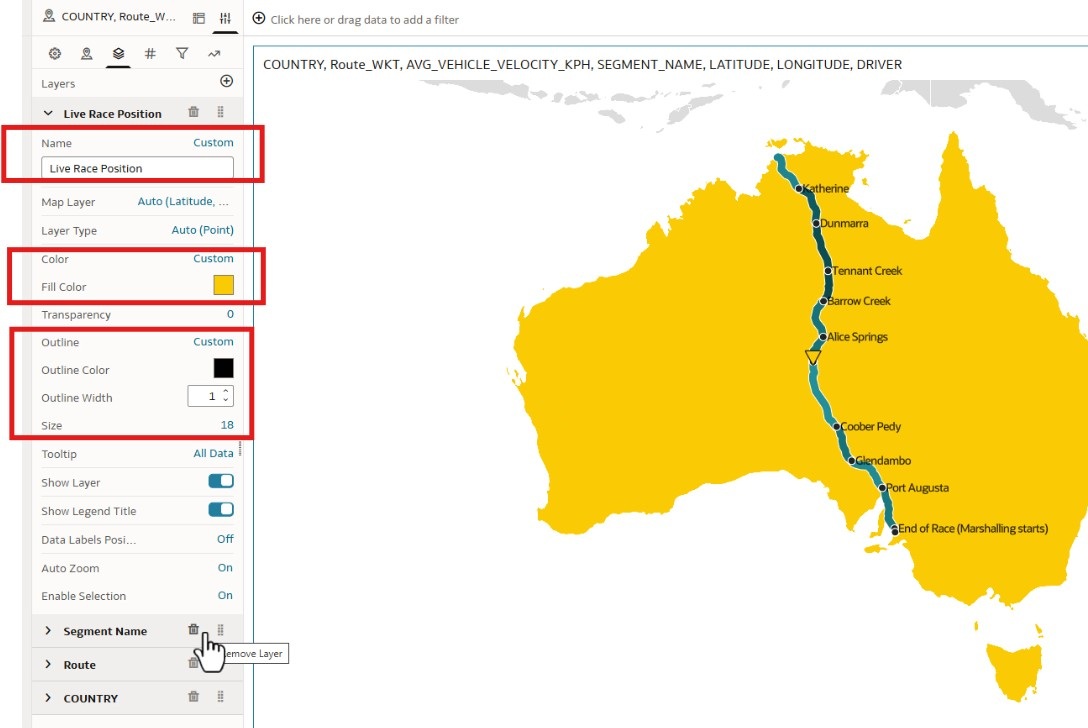 COUNTRY, Route_W...
Click here or drag data to add a filter
Layers
Live Race Position
Name Custom
Live Race Position
Map Layer Auto (Latitude, ...
Layer Type Auto (Point)
Color Custom
Fill Color
Transparency 0
Outline Custom
Outline Color
Outline Width 1
Size 18
Tooltip All Data
Show Layer
Show Legend Title
Data Labels Posi... Off
Auto Zoom On
Enable Selection On
Segment Name
Route
COUNTRY
COUNTRY, Route_WKT, AVG_VEHICLE_VELOCITY_KPH, SEGMENT_NAME, LATITUDE, LONGITUDE, DRIVER
Katherine
Dunmarra
Tennant Creek
Barrow Creek
Alice Springs
Coober Pedy
Glendambo
Port Augusta
End of Race (Marshalling starts)
Layer